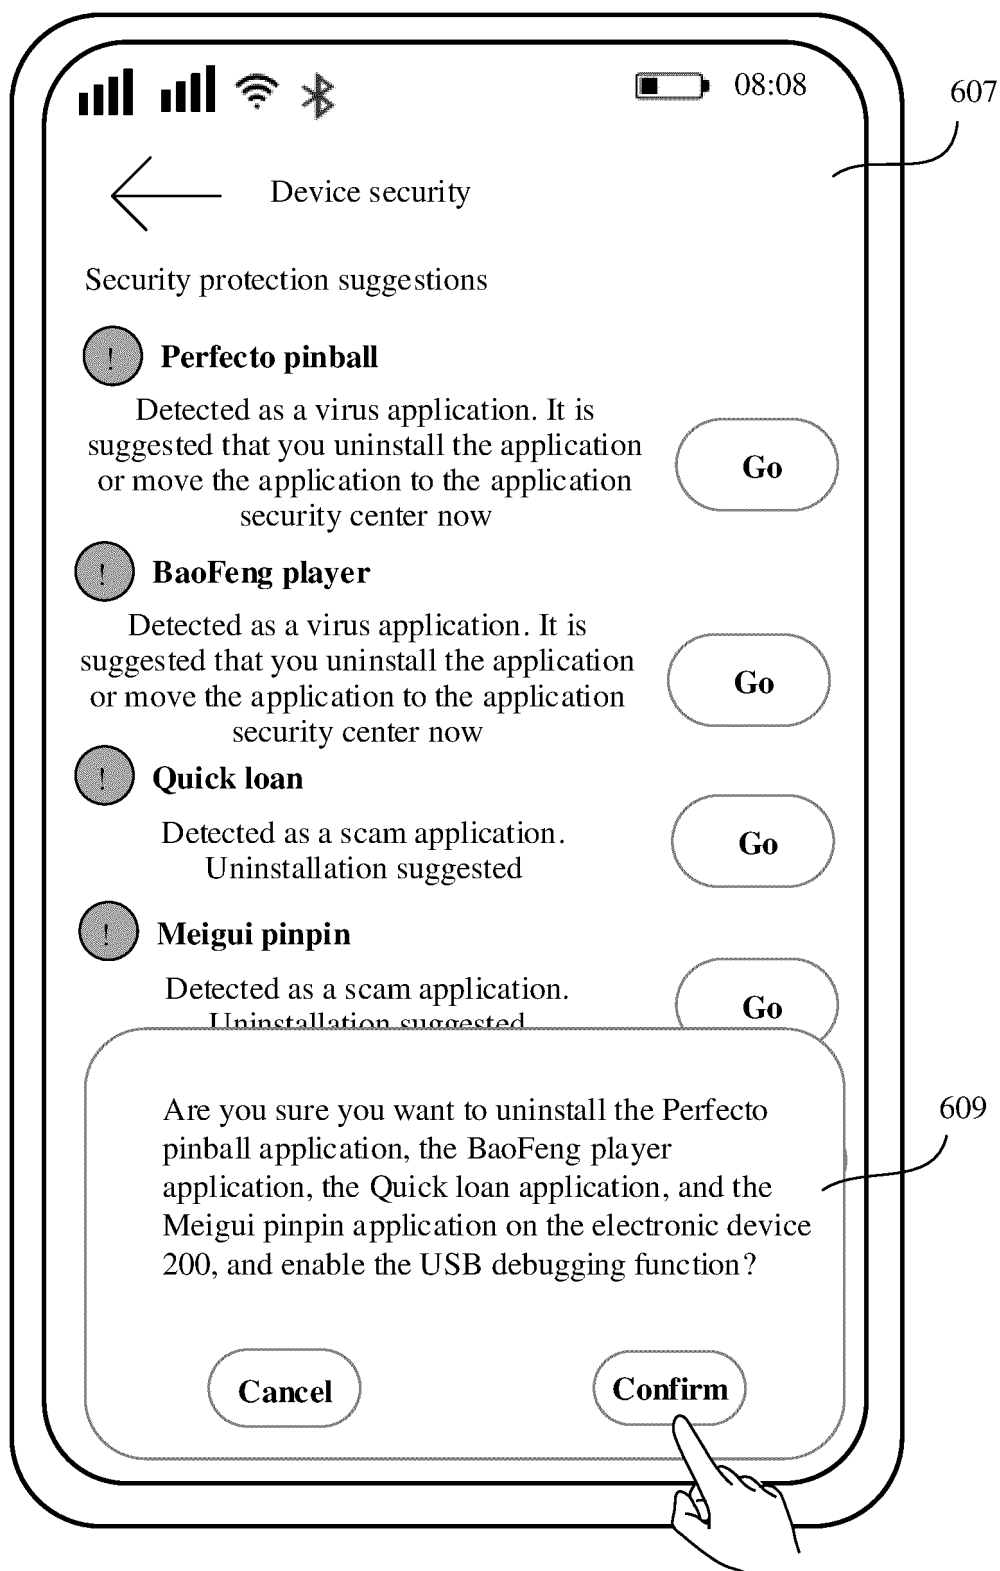 08:08
607
Device security
Security protection suggestions
! Perfecto pinball
Detected as a virus application. It is
suggested that you uninstall the application
or move the application to the application
security center now
Go
! BaoFeng player
Detected as a virus application. It is
suggested that you uninstall the application
or move the application to the application
security center now
Go
! Quick loan
Detected as a scam application.
Uninstallation suggested
Go
! Meigui pinpin
Detected as a scam application.
Uninstallation suggested
Go
609
Are you sure you want to uninstall the Perfecto
pinball application, the BaoFeng player
application, the Quick loan application, and the
Meigui pinpin application on the electronic device
200, and enable the USB debugging function?
Cancel
Confirm